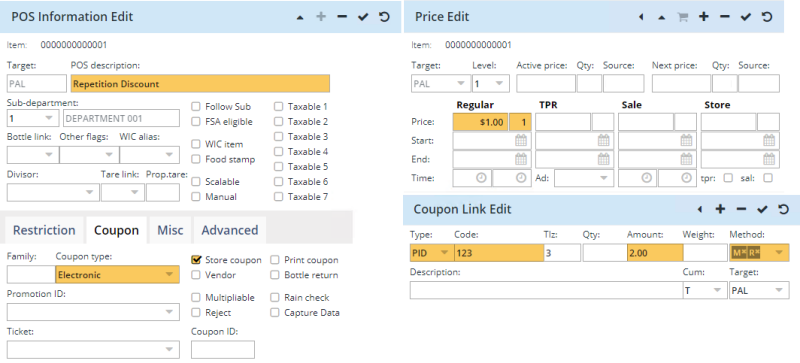 POS Information Edit
Item: 0000000000001
Target: POS description:
PAL Repetition Discount
Sub-department:
1 DEPARTMENT 001
Bottle link: Other flags: WIC alias:
Divisor: Tare link: Prop.tare:
Follow Sub Taxable 1
FSA eligible Taxable 2
WIC item Taxable 3
Food stamp Taxable 4
Scalable Taxable 5
Manual Taxable 6
Taxable 7
Restriction Coupon Misc Advanced
Family: Coupon type:
Electronic
Promotion ID:
Ticket:
Store coupon Print coupon
Vendor Bottle return
Multipliable Rain check
Reject Capture Data
Coupon ID:
Price Edit
Item: 0000000000001
Target: Level: Active price: Qty: Source: Next price: Qty: Source:
PAL 1
Regular TPR Sale Store
Price: $1.00 1
Start:
End:
Time: Ad: tpr: sal:
Coupon Link Edit
Type: Code: Tlz: Qty: Amount: Weight: Method:
PID 123 3 2.00
Description: Cum: Target:
T PAL